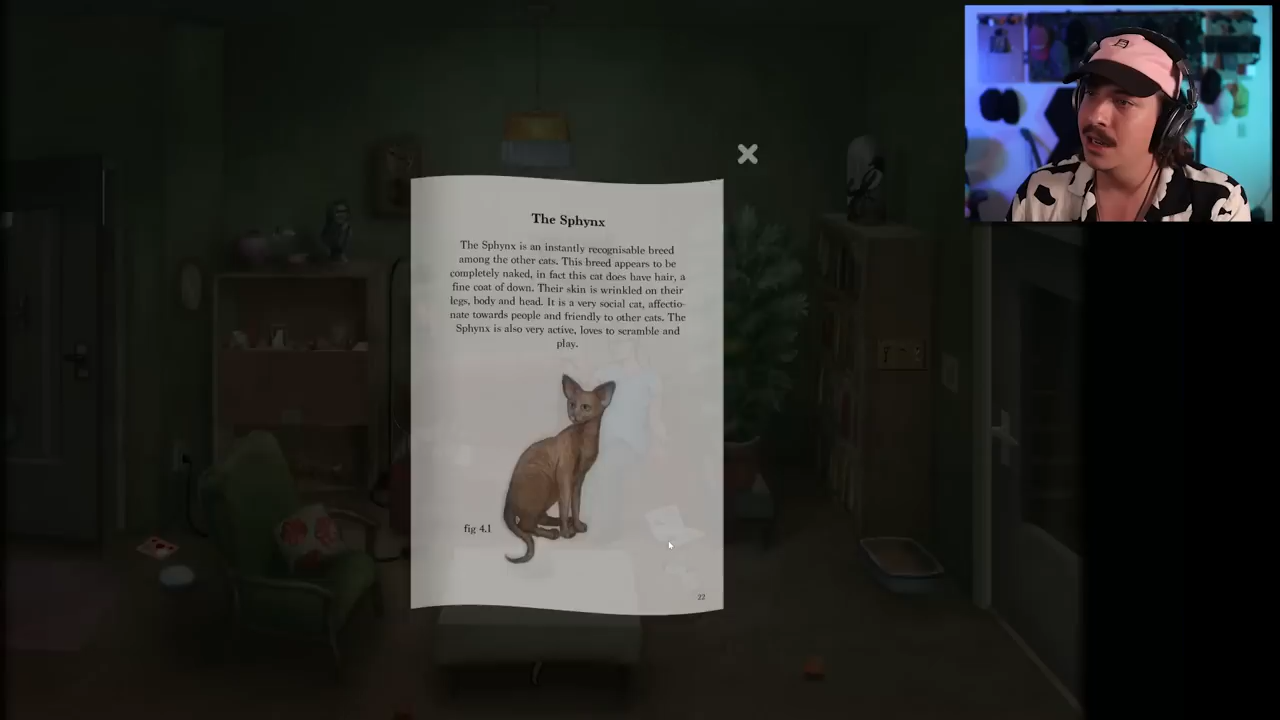 The Sphynx
The Sphynx is an instantly recognisable breed
among the other cats. This breed appears to be
completely naked, in fact this cat does have hair, a
fine coat of down. Their skin is wrinkled on their
legs, body and head. It is a very social cat, affectio-
nate towards people and friendly to other cats. The
Sphynx is also very active, loves to scramble and
play.
fig 4.1
22